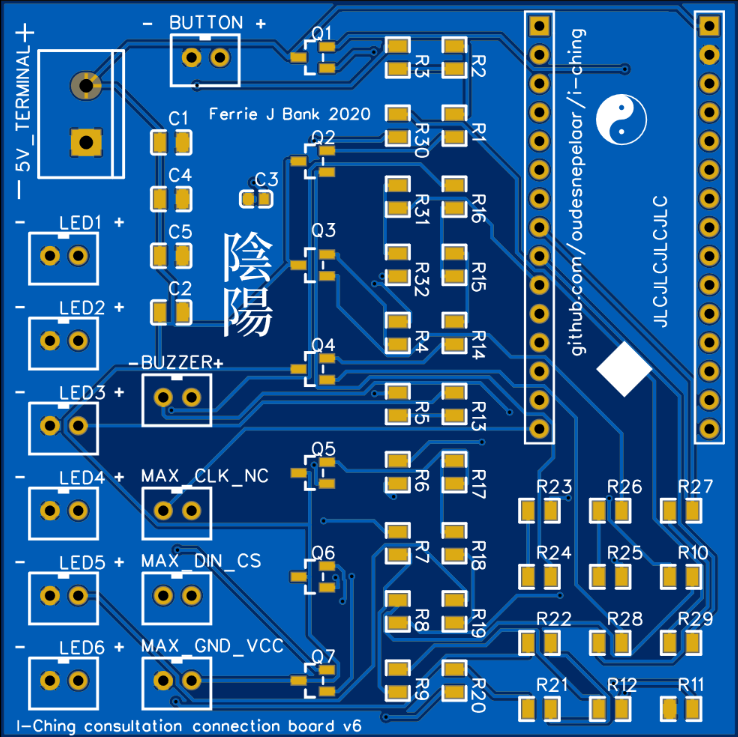 - BUTTON +
+
5V_TERMINAL
-
Q1
R3
R2
Ferrie J Bank 2020
C1
Q2
R30
R1
C4
C3
R31
R16
- LED1 +
C5
Q3
R32
R15
陰陽
C2
- LED2 +
Q4
R4
R14
-BUZZER+
- LED3 +
R5
R13
Q5
R6
R17
- LED4 +
MAX_CLK_NC
R23
R26
R27
Q6
R7
R18
- LED5 +
MAX_DIN_CS
R24
R25
R10
R8
R19
R22
R28
R29
- LED6 +
MAX_GND_VCC
Q7
R9
R20
R21
R12
R11
github.com/oudesnepelaar/i-ching
JLCJLCJLCJLC
I-Ching consultation connection board v6